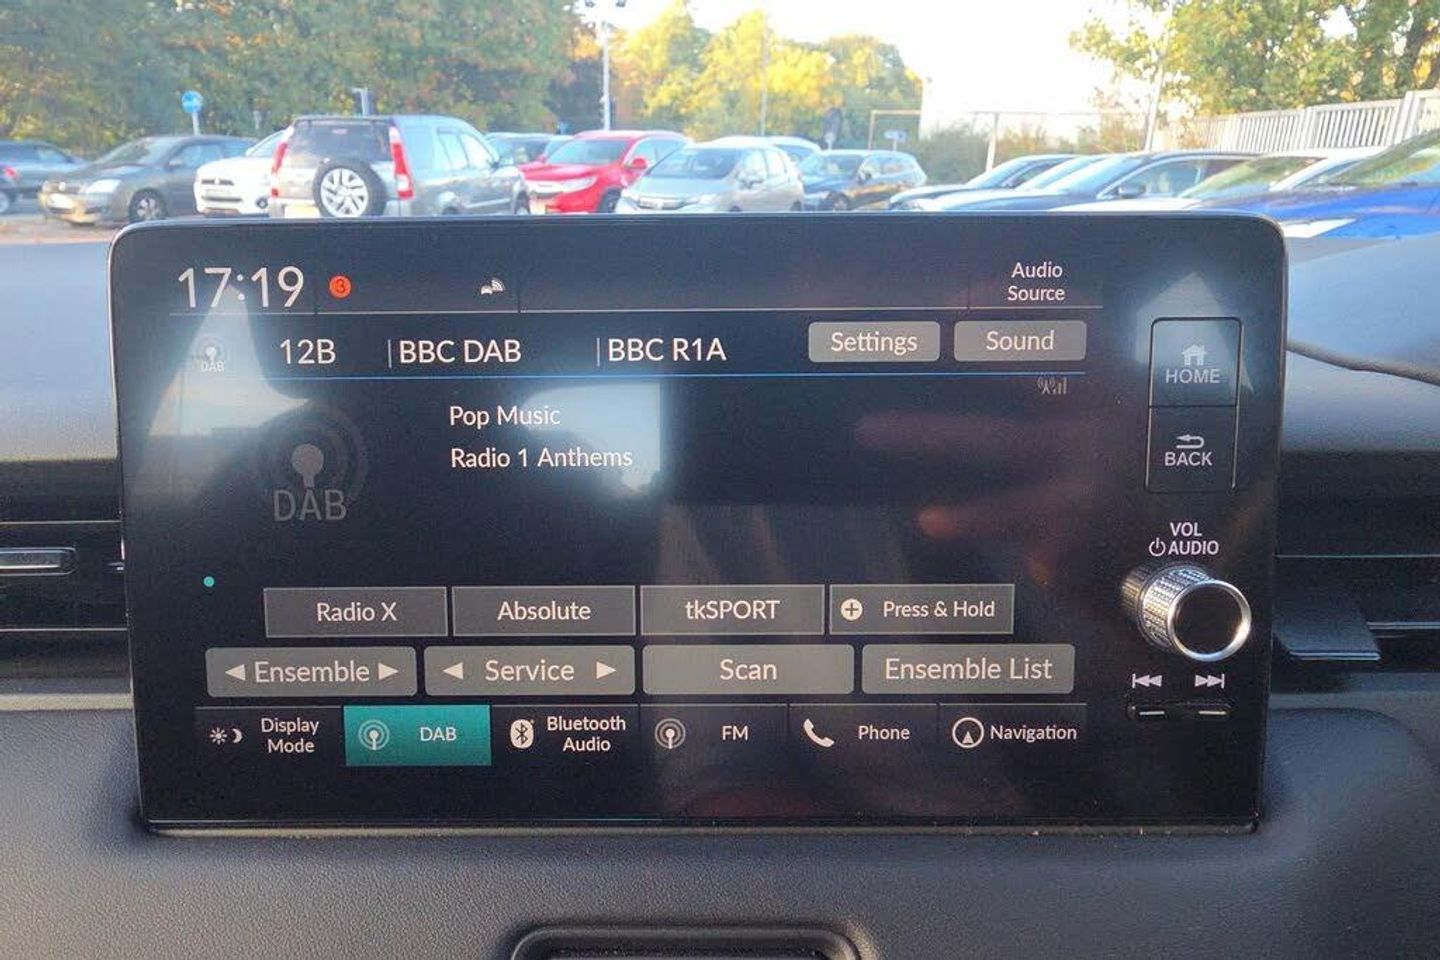 17:19 3 Audio
Source
12B BBC DAB BBC R1A Settings Sound
DAB
Pop Music
Radio 1 Anthems
DAB
Radio X Absolute tkSPORT Press & Hold
Ensemble Service Scan Ensemble List
Display
Mode
DAB
Bluetooth
Audio
FM
Phone
Navigation
HOME
BACK
VOL
AUDIO